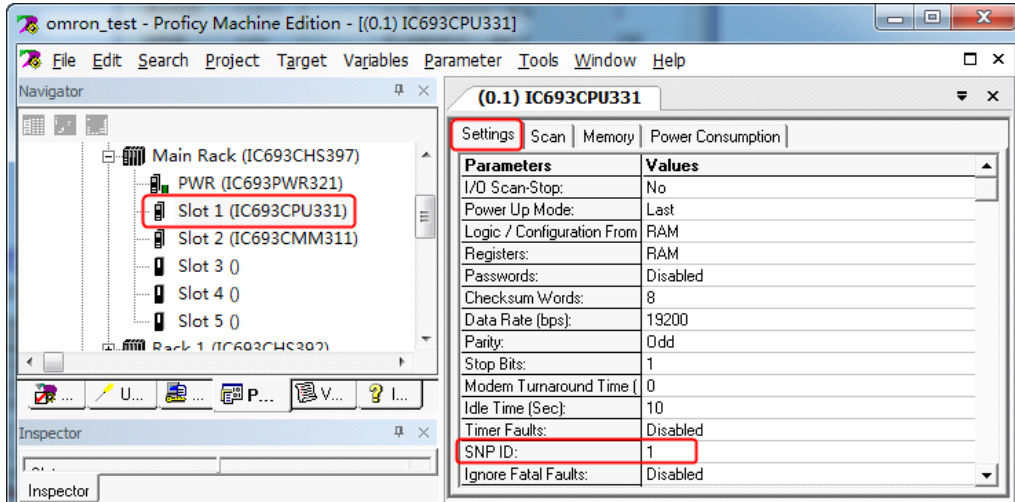 omron_test - Proficy Machine Edition - [(0.1) IC693CPU331]
File Edit Search Project Target Variables Parameter Tools Window Help
Navigator
Main Rack (IC693CHS397)
PWR (IC693PWR321)
Slot 1 (IC693CPU331)
Slot 2 (IC693CMM311)
Slot 3 ()
Slot 4 ()
Slot 5 ()
Rack 1 (IC693CHS392)
... U... ... P... V... I...
Inspector
Inspector
(0.1) IC693CPU331
Settings Scan Memory Power Consumption
Parameters Values
I/O Scan-Stop: No
Power Up Mode: Last
Logic / Configuration From RAM
Registers: RAM
Passwords: Disabled
Checksum Words: 8
Data Rate (bps): 19200
Parity: Odd
Stop Bits: 1
Modem Turnaround Time ( 0
Idle Time (Sec): 10
Timer Faults: Disabled
SNP ID: 1
Ignore Fatal Faults: Disabled